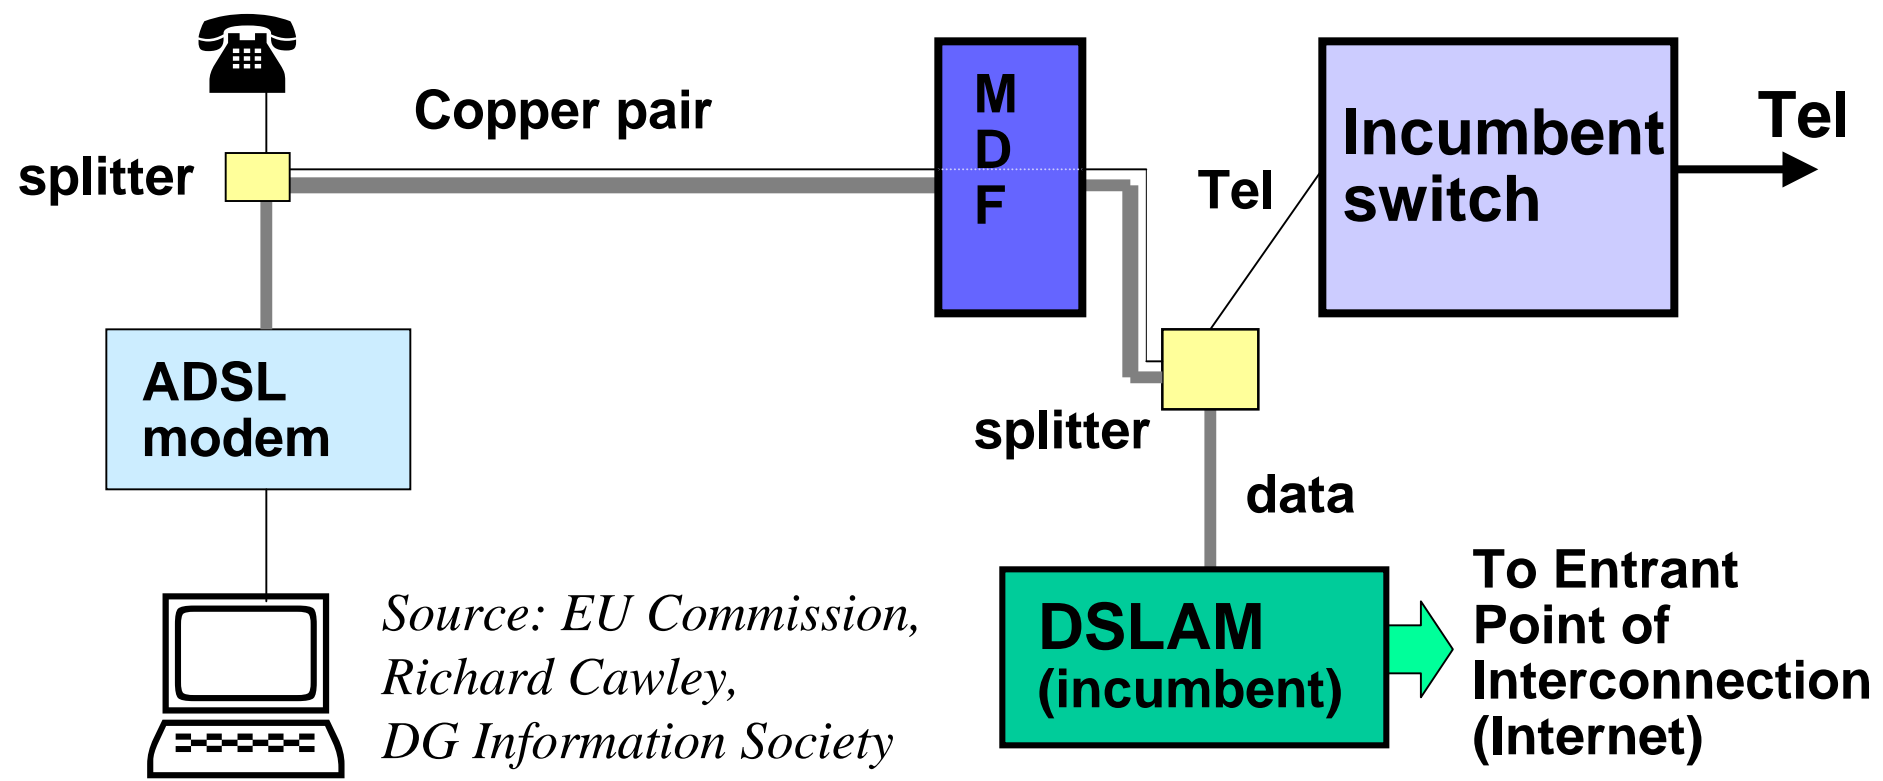 Copper pair
splitter
M
D
F
Tel
Incumbent
switch
Tel
ADSL
modem
splitter
data
DSLAM
(incumbent)
To Entrant
Point of
Interconnection
(Internet)
Source: EU Commission,
Richard Cawley,
DG Information Society